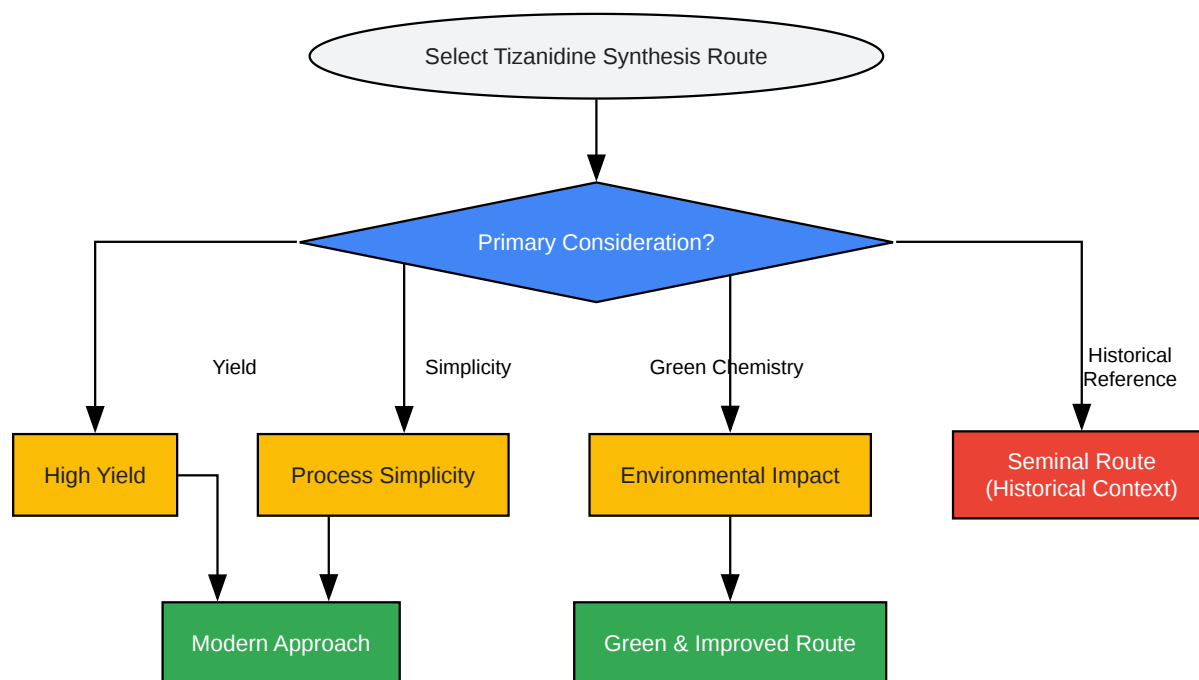 Select Tizanidine Synthesis Route
Primary Consideration?
Yield
Simplicity
Green Chemistry
Historical
Reference
High Yield
Process Simplicity
Environmental Impact
Seminal Route
(Historical Context)
Modern Approach
Green & Improved Route